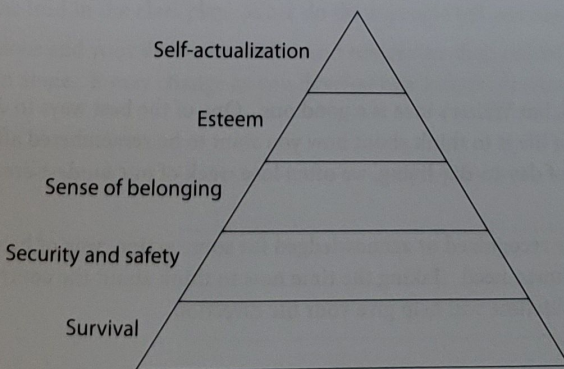 Self-actualization
Esteem
Sense of belonging
Security and safety
Survival